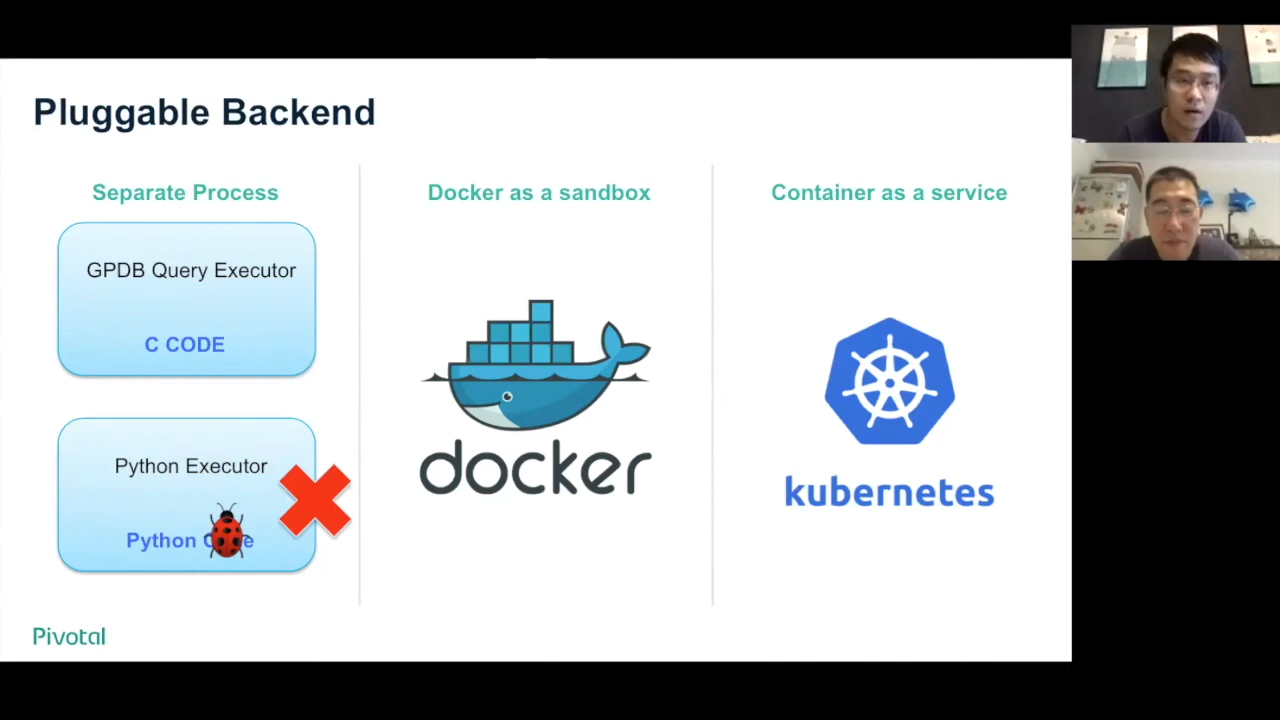 Pluggable Backend
Separate Process
GPDB Query Executor
C CODE
Python Executor
Python
Docker as a sandbox
docker
Container as a service
kubernetes
Pivotal